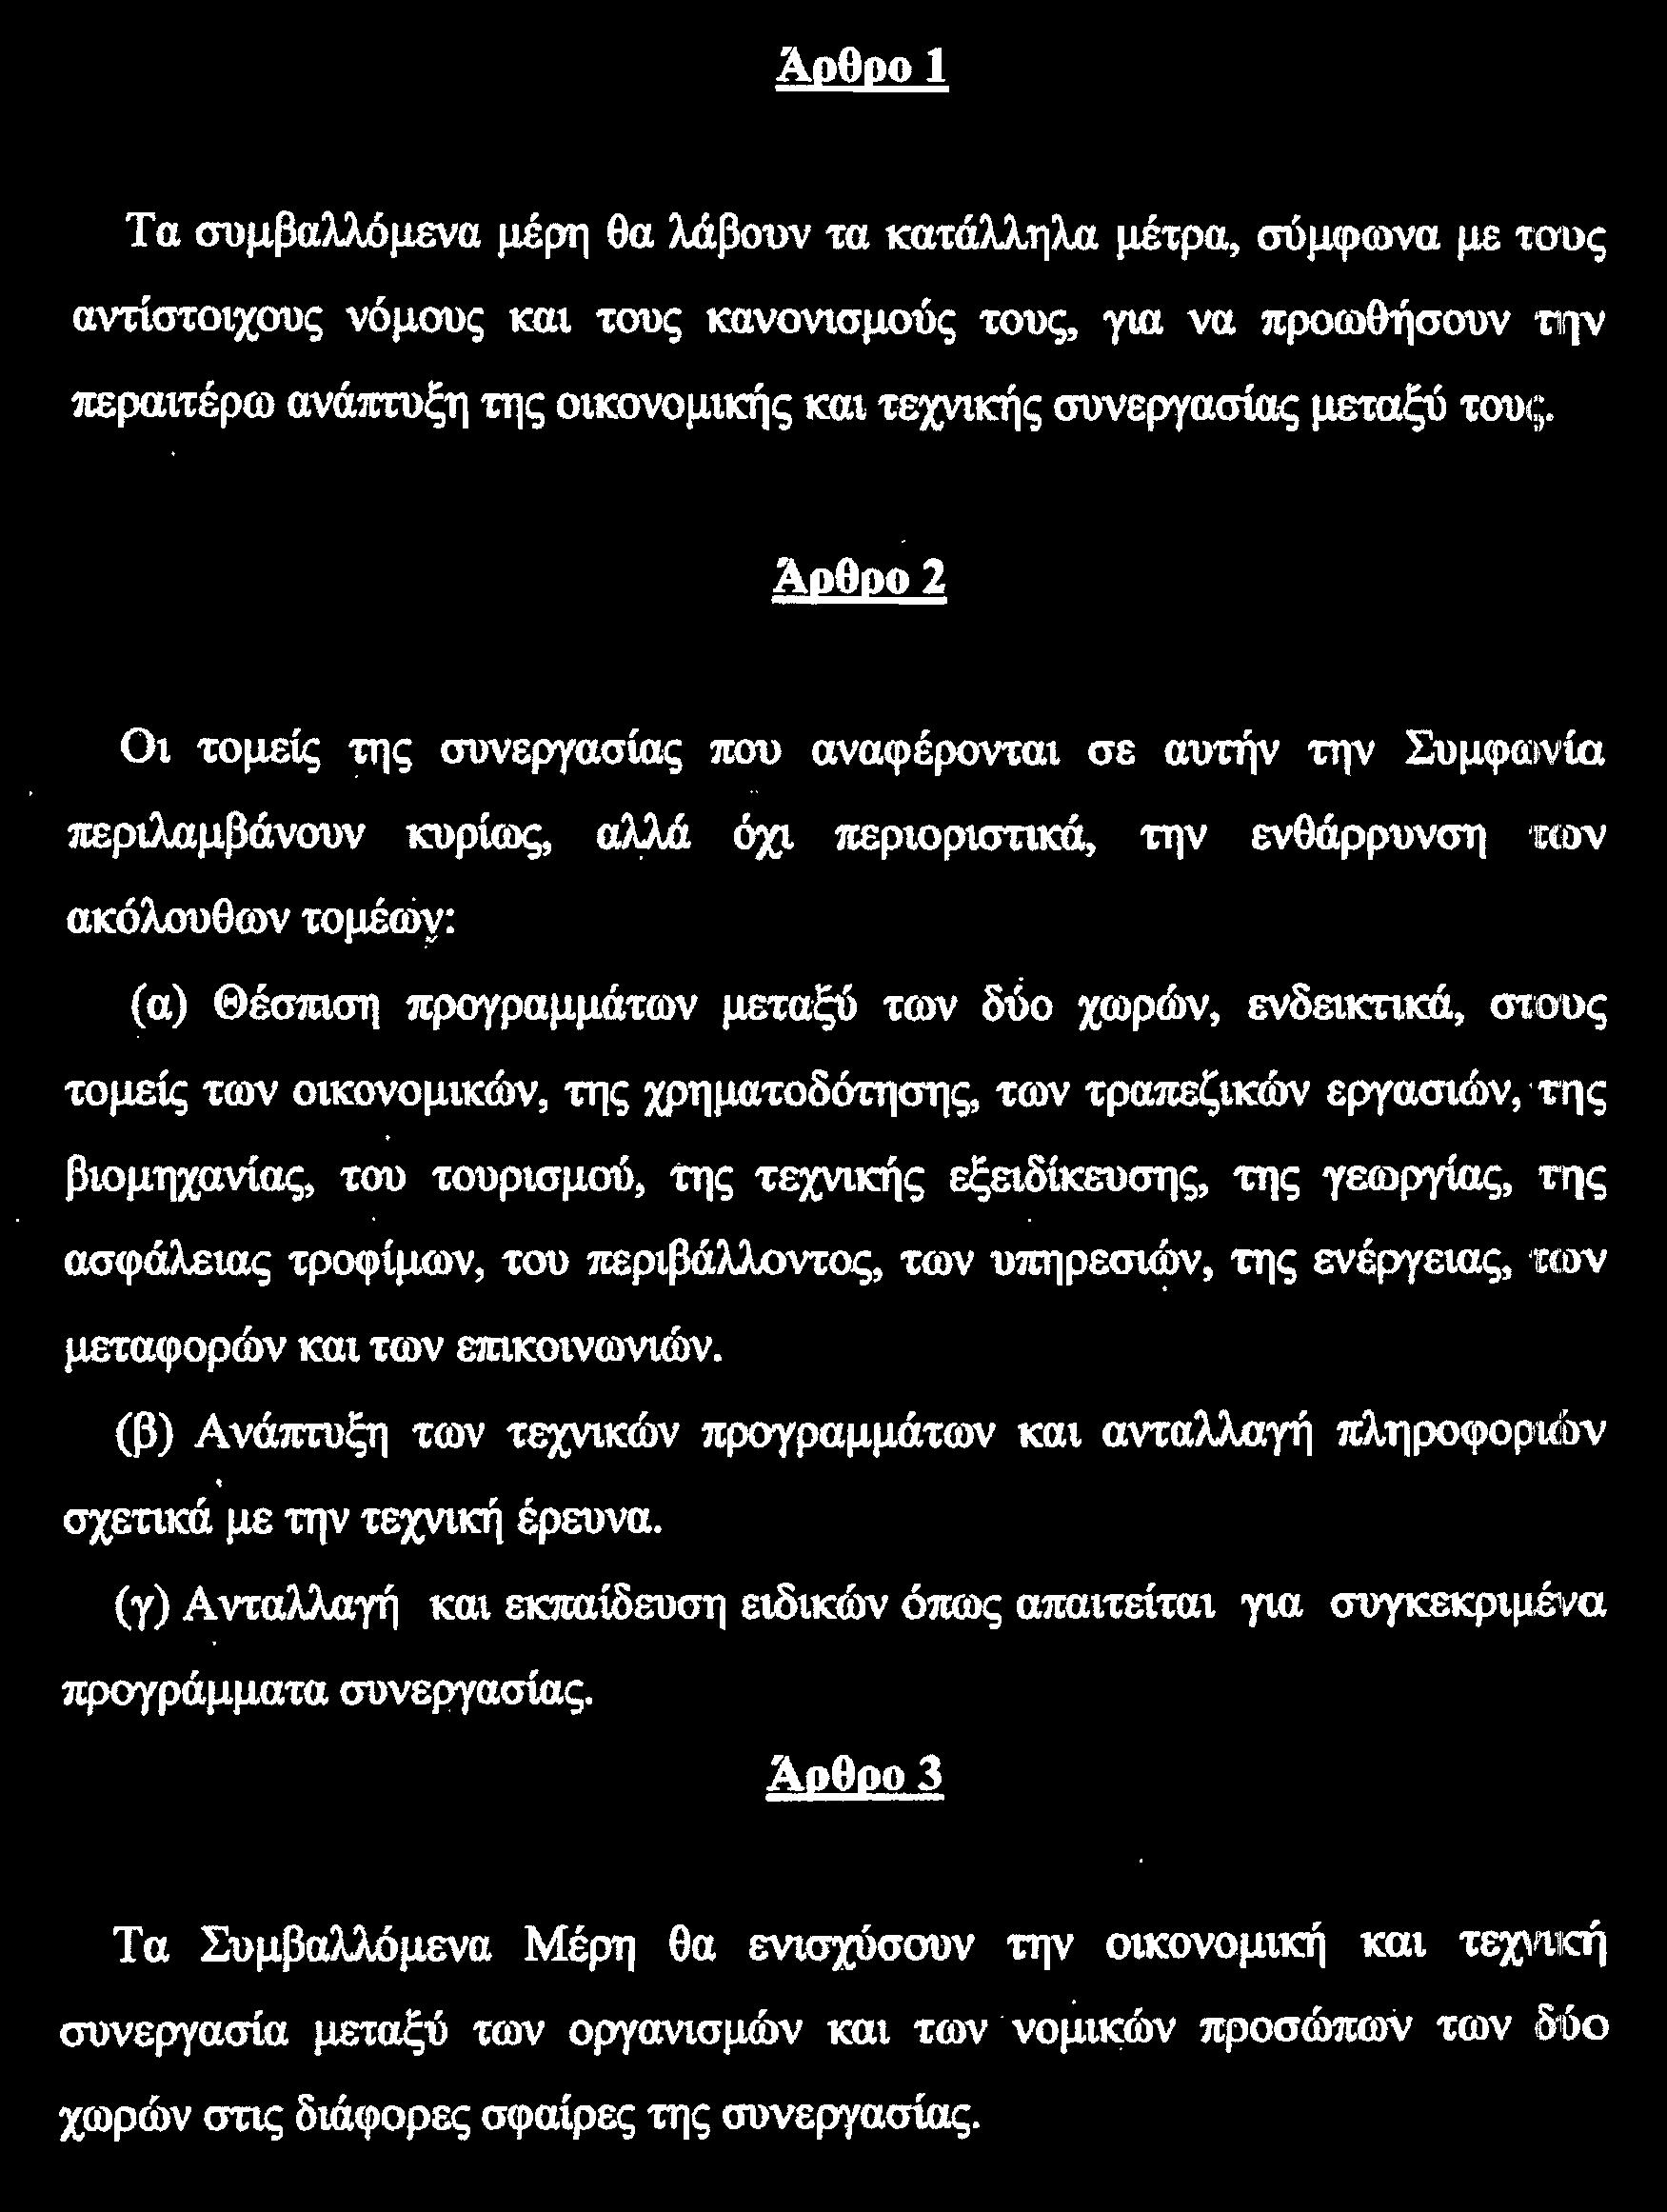 Άρθρο 1
Τα συμβαλλόμενα μέρη θα λάβουν τα κατάλληλα μέτρα, σύμφωνα με τους
αντίστοιχους νόμους και τους κανονισμούς τους, για να προωθήσουν την
περαιτέρω ανάπτυξη της οικονομικής και τεχνικής συνεργασίας μεταξύ τους.
Άρθρο 2
Οι τομείς της συνεργασίας που αναφέρονται σε αυτήν την Συμφωνία
περιλαμβάνουν κυρίως, αλλά όχι περιοριστικά, την ενθάρρυνση των
ακόλουθων τομέων:
(α) Θέσπιση προγραμμάτων μεταξύ των δύο χωρών, ενδεικτικά, στους
τομείς των οικονομικών, της χρηματοδότησης, των τραπεζικών εργασιών, της
βιομηχανίας, του τουρισμού, της τεχνικής εξειδίκευσης, της γεωργίας, της
ασφάλειας τροφίμων, του περιβάλλοντος, των υπηρεσιών, της ενέργειας, των
μεταφορών και των επικοινωνιών.
(β) Ανάπτυξη των τεχνικών προγραμμάτων και ανταλλαγή πληροφοριών
σχετικά με την τεχνική έρευνα.
(γ) Ανταλλαγή και εκπαίδευση ειδικών όπως απαιτείται για συγκεκριμένα
προγράμματα συνεργασίας.
Άρθρο 3
Τα Συμβαλλόμενα Μέρη θα ενισχύσουν την οικονομική και τεχνική
συνεργασία μεταξύ των οργανισμών και των νομικών προσώπων των δύο
χωρών στις διάφορες σφαίρες της συνεργασίας.